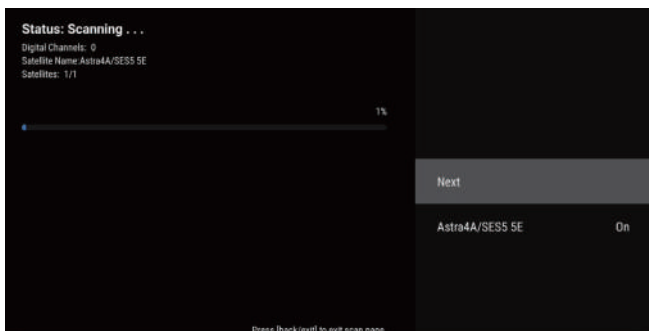 Status: Scanning . . .
Digital Channels: 0
Satellite Name:Astra4A/SES5 5E
Satellites: 1/1
1%
Next
Astra4A/SES5 5E On
Press [back/exit] to exit scan page